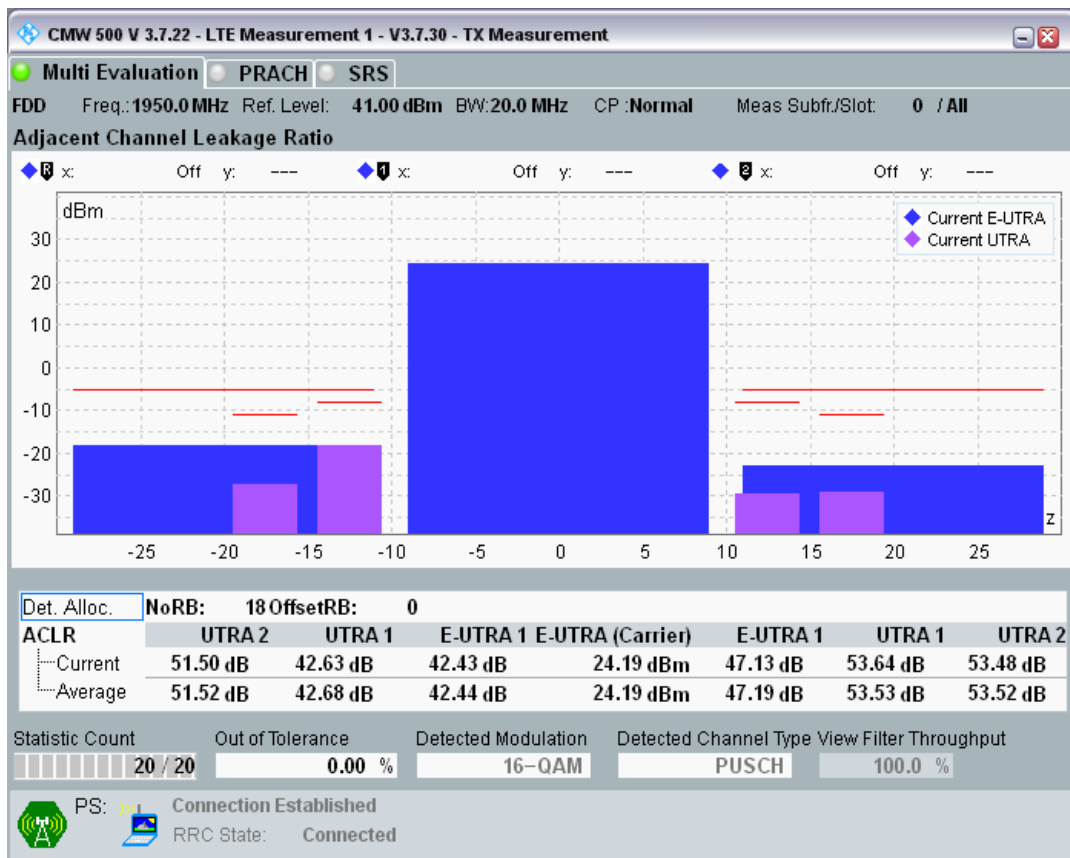 CMW 500 V 3.7.22 - LTE Measurement 1 - V3.7.30 - TX Measurement
Multi Evaluation PRACH SRS
FDD Freq.: 1950.0 MHz Ref. Level: 41.00 dBm BW: 20.0 MHz CP :Normal Meas Subfr./Slot: 0 / All
Adjacent Channel Leakage Ratio
R x: Off y: --- 1 x: Off y: --- 2 x: Off y: ---
dBm
Current E-UTRA
Current UTRA
30
20
10
0
-10
-20
-30
z
-25 -20 -15 -10 -5 0 5 10 15 20 25
Det. Alloc. NoRB: 18 OffsetRB: 0
ACLR UTRA 2 UTRA 1 E-UTRA 1 E-UTRA (Carrier) E-UTRA 1 UTRA 1 UTRA 2
Current 51.50 dB 42.63 dB 42.43 dB 24.19 dBm 47.13 dB 53.64 dB 53.48 dB
Average 51.52 dB 42.68 dB 42.44 dB 24.19 dBm 47.19 dB 53.53 dB 53.52 dB
Statistic Count Out of Tolerance Detected Modulation Detected Channel Type View Filter Throughput
20 / 20 0.00 % 16-QAM PUSCH 100.0 %
PS: Connection Established
RRC State: Connected